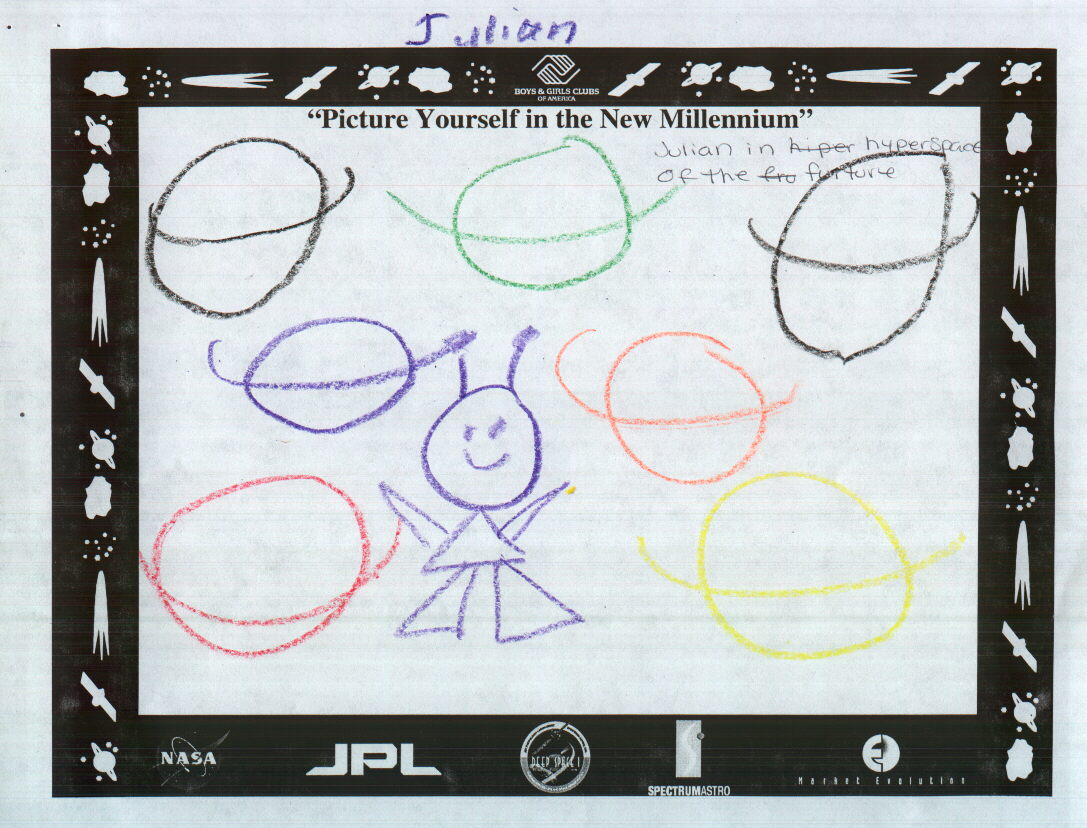 Julian
BOYS & GIRLS CLUBS
OF AMERICA
“Picture Yourself in the New Millennium”
Julian in hiper hyperspace
of the fro furture
NASA
JPL
DEEP SPACE 1
SPECTRUMASTRO
Market Evolution